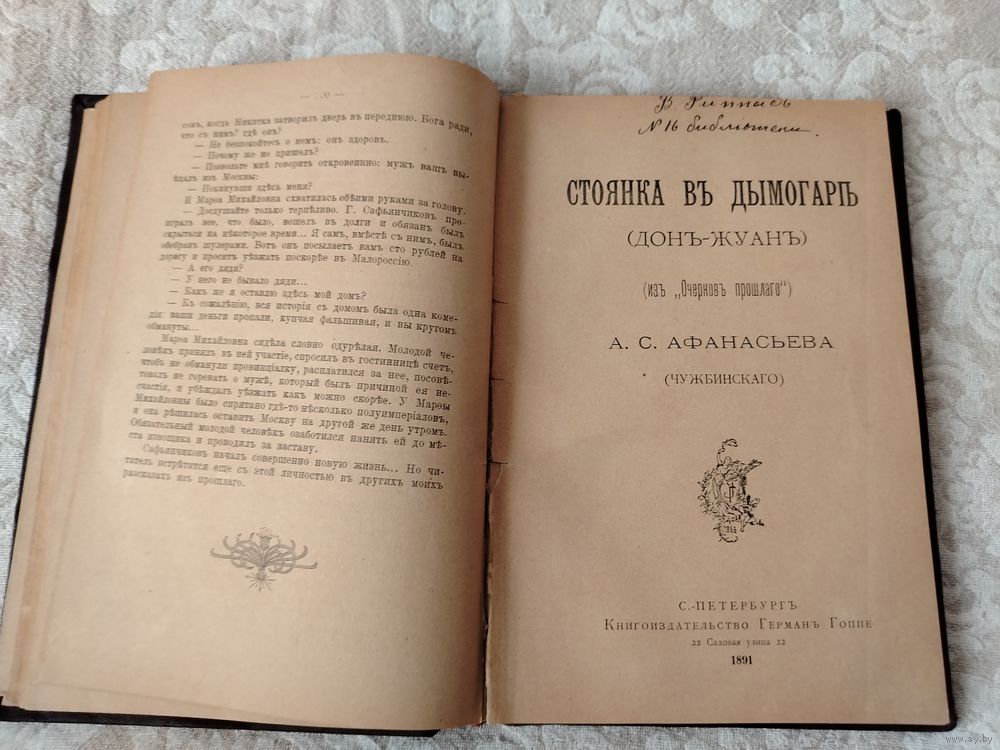 сом, когда Никитка затворил дверь въ переднюю. Бога ради,
что съ нимъ? гдѣ онъ?
— Не безпокойтесь о немъ: онъ здоровъ.
— Почему же не пришелъ?
— Позвольте мнѣ говорить откровенно: мужъ вашъ вы-
ѣхалъ изъ Москвы:
— Покинувши здѣсь меня?
И Марѳа Михайловна схватилась обѣими руками за голову.
— Дослушайте только терпѣливо. Г. Сафьянчиковъ про-
игралъ все, что было, вошелъ въ долги и обязанъ былъ
скрыться на нѣкоторое время... Я самъ, вмѣстѣ съ нимъ, былъ
обобранъ шулерами. Вотъ онъ посылаетъ вамъ сто рублей на
дорогу и проситъ уѣзжать поскорѣе въ Малороссію.
— А его дядя?
— У него не бывало дяди...
— Какъ же я оставлю здѣсь мой домъ?
— Къ сожалѣнію, вся исторія съ домомъ была одна коме-
дія: ваши деньги пропали, купчая фальшивая, и вы кругомъ
обмануты...
Марѳа Михайловна сидѣла словно одурѣлая. Молодой че-
ловѣкъ принялъ въ ней участіе, спросилъ въ гостинницѣ счетъ,
чтобъ не обманули провинціалку, расплатился за нее, посовѣ-
товалъ не горевать о мужѣ, который былъ причиной ея не-
счастія, и убѣждалъ уѣзжать какъ можно скорѣе. У Марѳы
Михайловны было спрятано гдѣ-то нѣсколько полуимперіаловъ,
и она рѣшилась оставить Москву на другой же день утромъ.
Обязательный молодой человѣкъ озаботился нанять ей до мѣ-
ста извощика и проводилъ за заставу.
Сафьянчиковъ началъ совершенно новую жизнь... Но чи-
татель встрѣтится еще съ этой личностью въ другихъ моихъ
разсказахъ изъ прошлаго.
В.
N 16 библіотеки.
СТОЯНКА ВЪ ДЫМОГАРѢ
(ДОНЪ-ЖУАНЪ)
(изъ „Очерковъ прошлаго“)
А. С. АФАНАСЬЕВА
(ЧУЖБИНСКАГО)
С.-ПЕТЕРБУРГЪ
Книгоиздательство Германъ Гоппе
22 Садовая улица 22
1891
www.ay.by